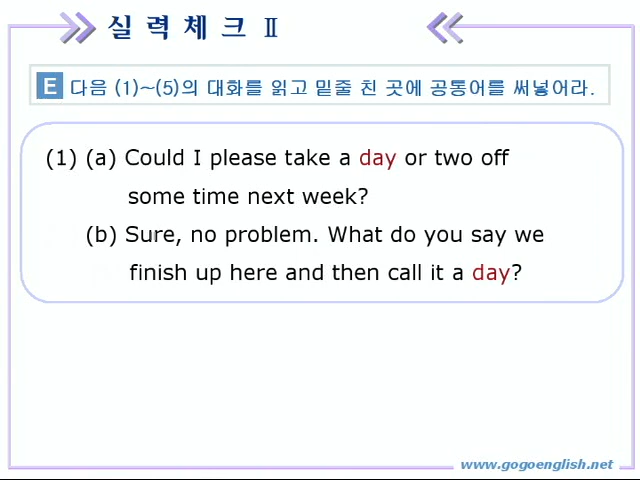 실 력 체 크 Ⅱ
E 다음 (1)~(5)의 대화를 읽고 밑줄 친 곳에 공통어를 써넣어라.
(1) (a) Could I please take a day or two off
some time next week?
(b) Sure, no problem. What do you say we
finish up here and then call it a day?
www.gogoenglish.net